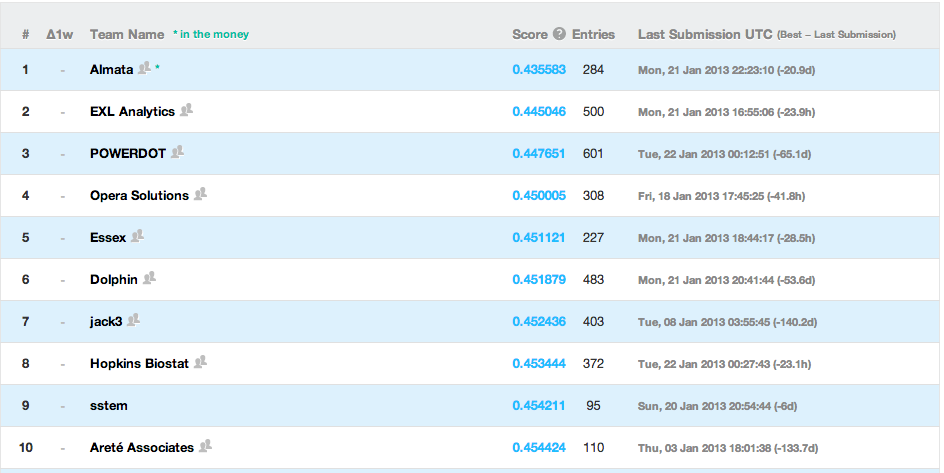 # Δ1w Team Name * in the money Score ? Entries Last Submission UTC (Best – Last Submission)
1 - Almata * 0.435583 284 Mon, 21 Jan 2013 22:23:10 (-20.9d)
2 - EXL Analytics 0.445046 500 Mon, 21 Jan 2013 16:55:06 (-23.9h)
3 - POWERDOT 0.447651 601 Tue, 22 Jan 2013 00:12:51 (-65.1d)
4 - Opera Solutions 0.450005 308 Fri, 18 Jan 2013 17:45:25 (-41.8h)
5 - Essex 0.451121 227 Mon, 21 Jan 2013 18:44:17 (-28.5h)
6 - Dolphin 0.451879 483 Mon, 21 Jan 2013 20:41:44 (-53.6d)
7 - jack3 0.452436 403 Tue, 08 Jan 2013 03:55:45 (-140.2d)
8 - Hopkins Biostat 0.453444 372 Tue, 22 Jan 2013 00:27:43 (-23.1h)
9 - sstem 0.454211 95 Sun, 20 Jan 2013 20:54:44 (-6d)
10 - Areté Associates 0.454424 110 Thu, 03 Jan 2013 18:01:38 (-133.7d)